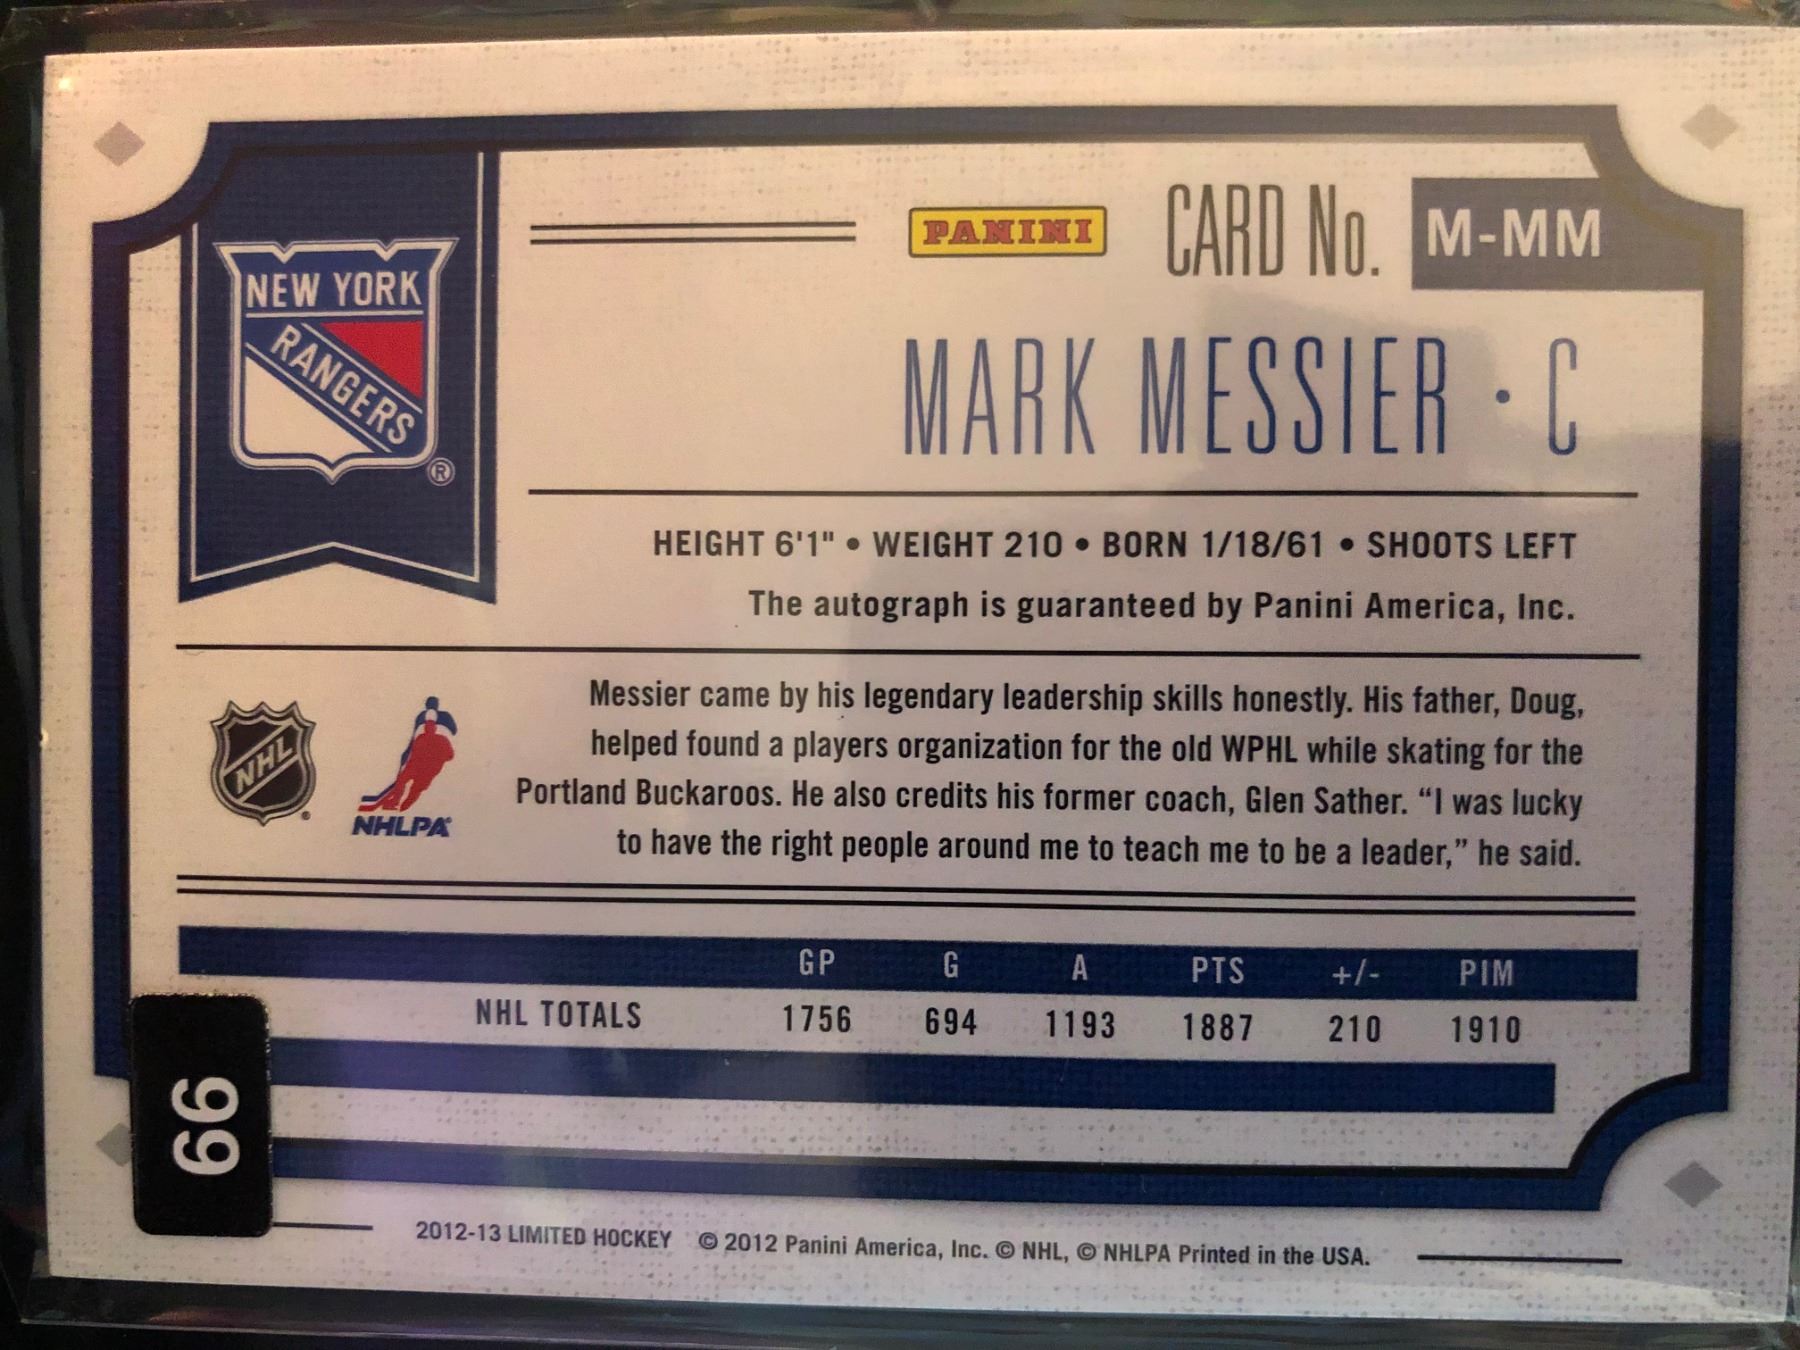 NEW YORK
RANGERS
®
PANINI CARD No. M-MM
MARK MESSIER · C
HEIGHT 6'1" • WEIGHT 210 • BORN 1/18/61 • SHOOTS LEFT
The autograph is guaranteed by Panini America, Inc.
NHL
NHLPA
Messier came by his legendary leadership skills honestly. His father, Doug,
helped found a players organization for the old WPHL while skating for the
Portland Buckaroos. He also credits his former coach, Glen Sather. “I was lucky
to have the right people around me to teach me to be a leader,” he said.
GP G A PTS +/- PIM
NHL TOTALS 1756 694 1193 1887 210 1910
99
2012-13 LIMITED HOCKEY © 2012 Panini America, Inc. © NHL, © NHLPA Printed in the USA.